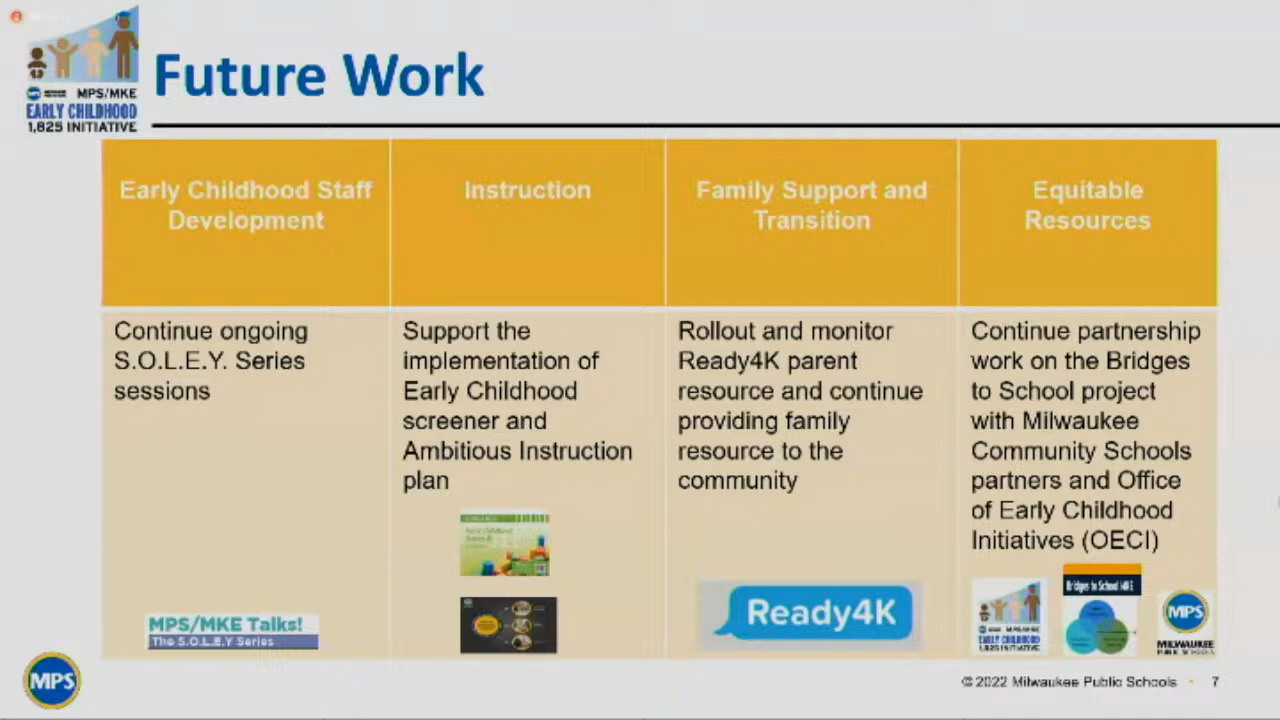 Future Work
MPS/MKE
EARLY CHILDHOOD
1,825 INITIATIVE
Early Childhood Staff
Development
Instruction
Family Support and
Transition
Equitable
Resources
Continue ongoing
S.O.L.E.Y. Series
sessions
MPS/MKE Talks!
The S.O.L.E.Y Series
Support the
implementation of
Early Childhood
screener and
Ambitious Instruction
plan
Rollout and monitor
Ready4K parent
resource and continue
providing family
resource to the
community
Ready4K
Continue partnership
work on the Bridges
to School project
with Milwaukee
Community Schools
partners and Office
of Early Childhood
Initiatives (OECI)
MPS/MKE
EARLY CHILDHOOD
1,825 INITIATIVE
Bridges to School MKE
MPS
MILWAUKEE
PUBLIC SCHOOLS
MPS
© 2022 Milwaukee Public Schools • 7